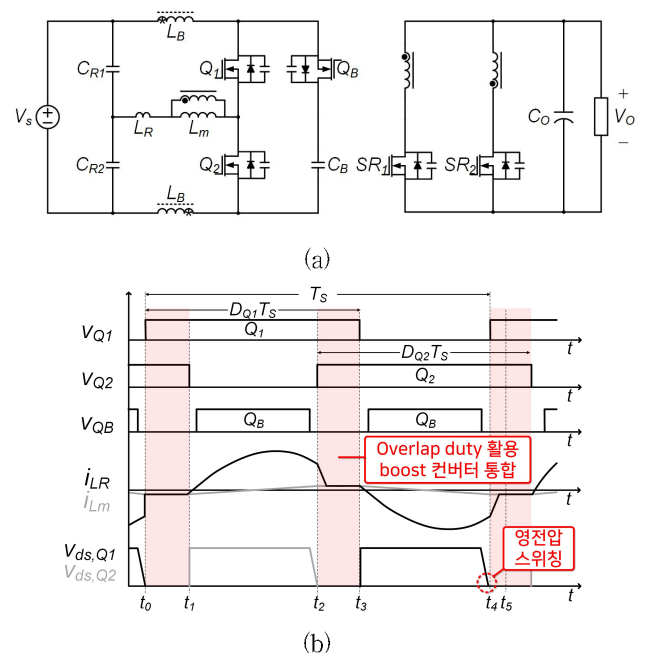 L_B
C_R1
Q_1
Q_B
V_s
L_R
L_m
C_O
V_O
+
−
C_R2
Q_2
C_B
SR_1
SR_2
L_B
(a)
T_S
D_Q1T_S
v_Q1
Q_1
t
D_Q2T_S
v_Q2
Q_2
t
v_QB
Q_B
Q_B
t
Overlap duty 활용
boost 컨버터 통합
i_LR
i_Lm
t
영전압
스위칭
V_ds,Q1
V_ds,Q2
t_0
t_1
t_2
t_3
t_4
t_5
t
(b)